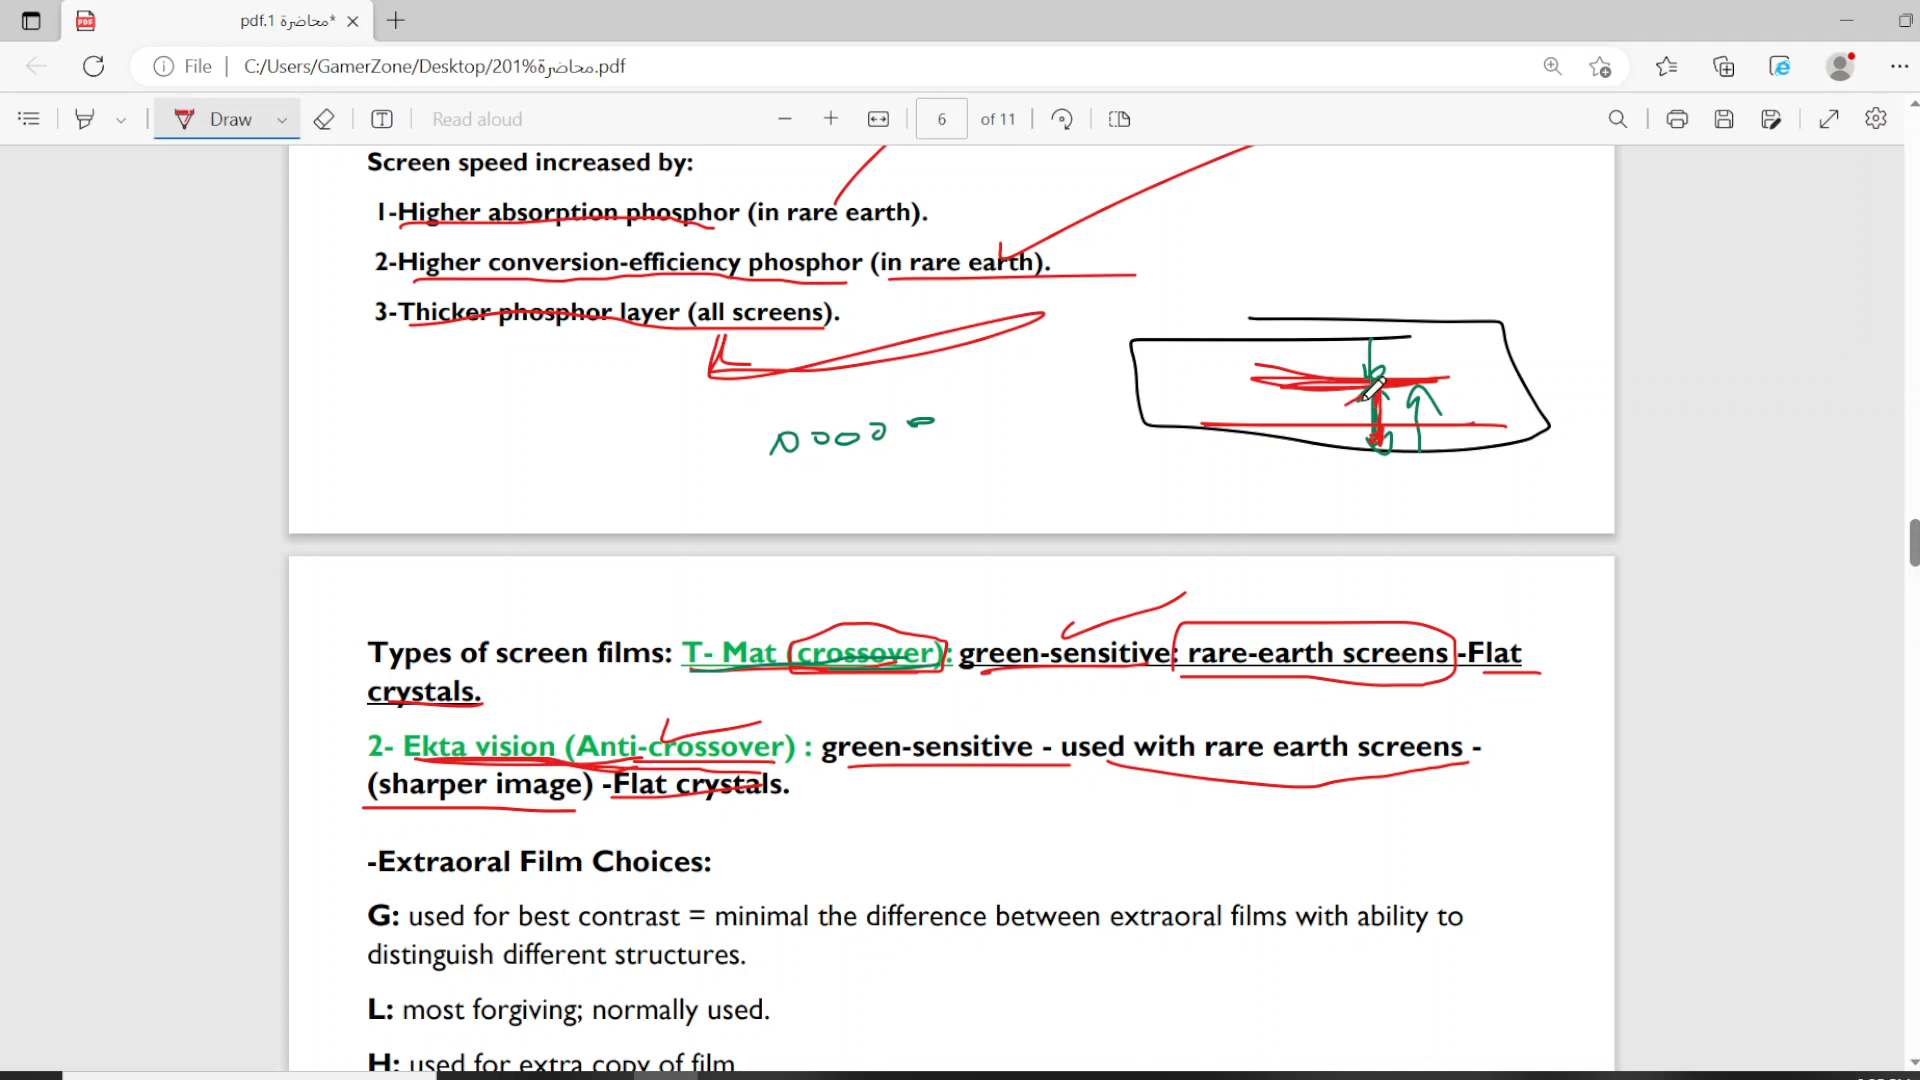 محاضرة 1.pdf*
File
C:/Users/GamerZone/Desktop/201%محاضرة.pdf
Draw
Read aloud
6
of 11
Screen speed increased by:
1-Higher absorption phosphor (in rare earth).
2-Higher conversion-efficiency phosphor (in rare earth).
3-Thicker phosphor layer (all screens).
Types of screen films: T- Mat (crossover): green-sensitive: rare-earth screens -Flat
crystals.
2- Ekta vision (Anti-crossover) : green-sensitive - used with rare earth screens -
(sharper image) -Flat crystals.
-Extraoral Film Choices:
G: used for best contrast = minimal the difference between extraoral films with ability to
distinguish different structures.
L: most forgiving; normally used.
H: used for extra copy of film